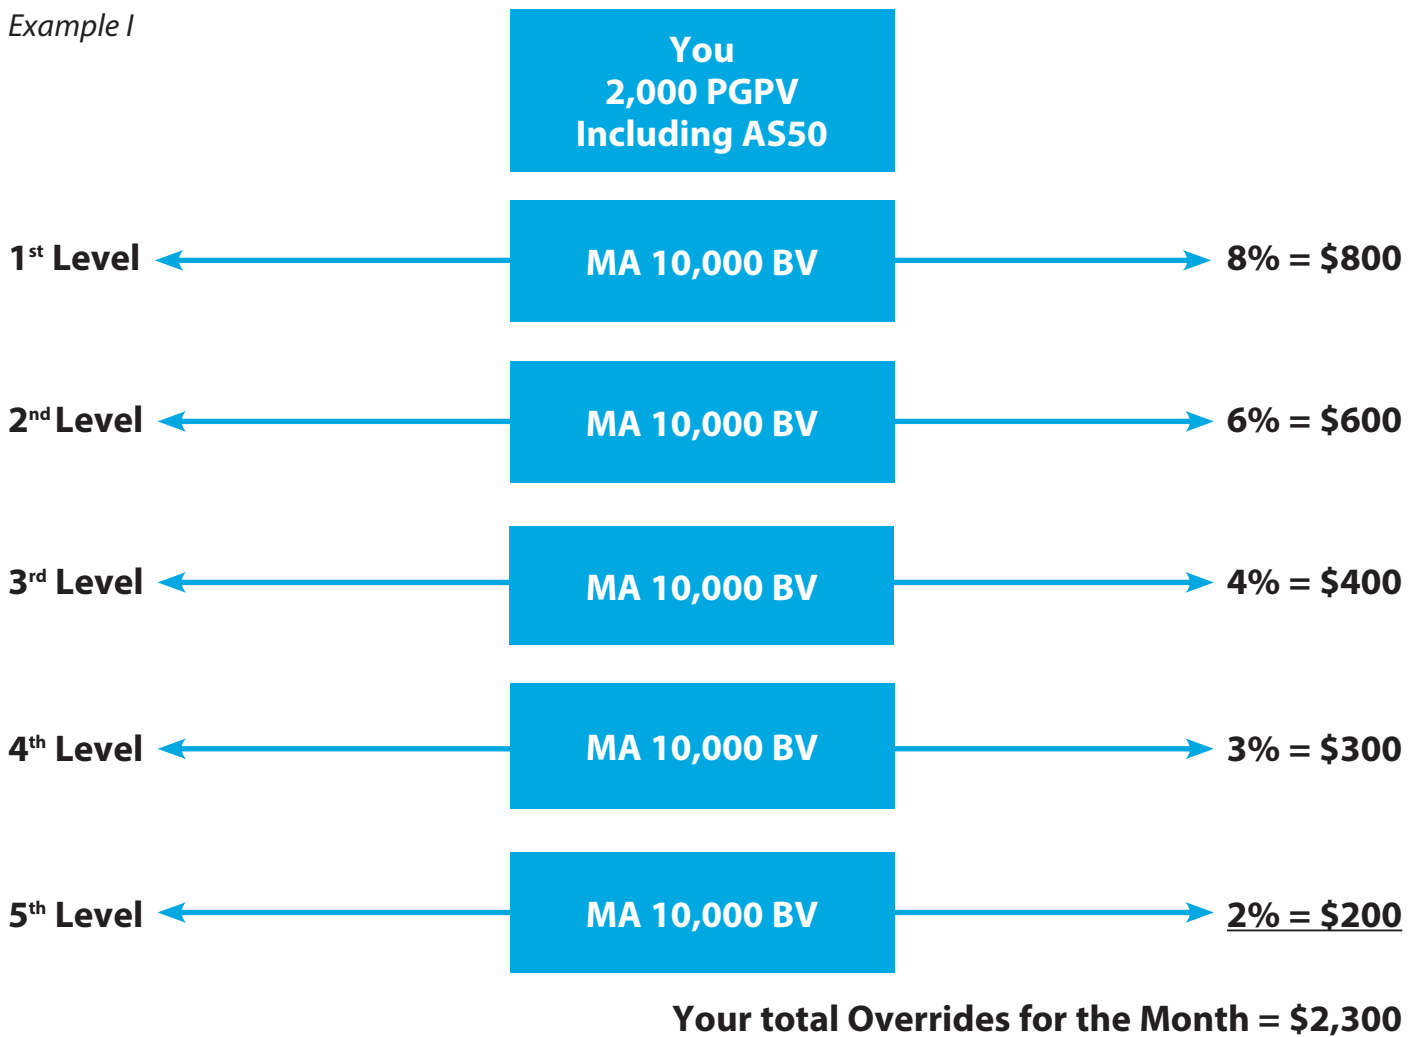 Example I
You
2,000 PGPV
Including AS50
1st Level MA 10,000 BV 8% = $800
2nd Level MA 10,000 BV 6% = $600
3rd Level MA 10,000 BV 4% = $400
4th Level MA 10,000 BV 3% = $300
5th Level MA 10,000 BV 2% = $200
Your total Overrides for the Month = $2,300